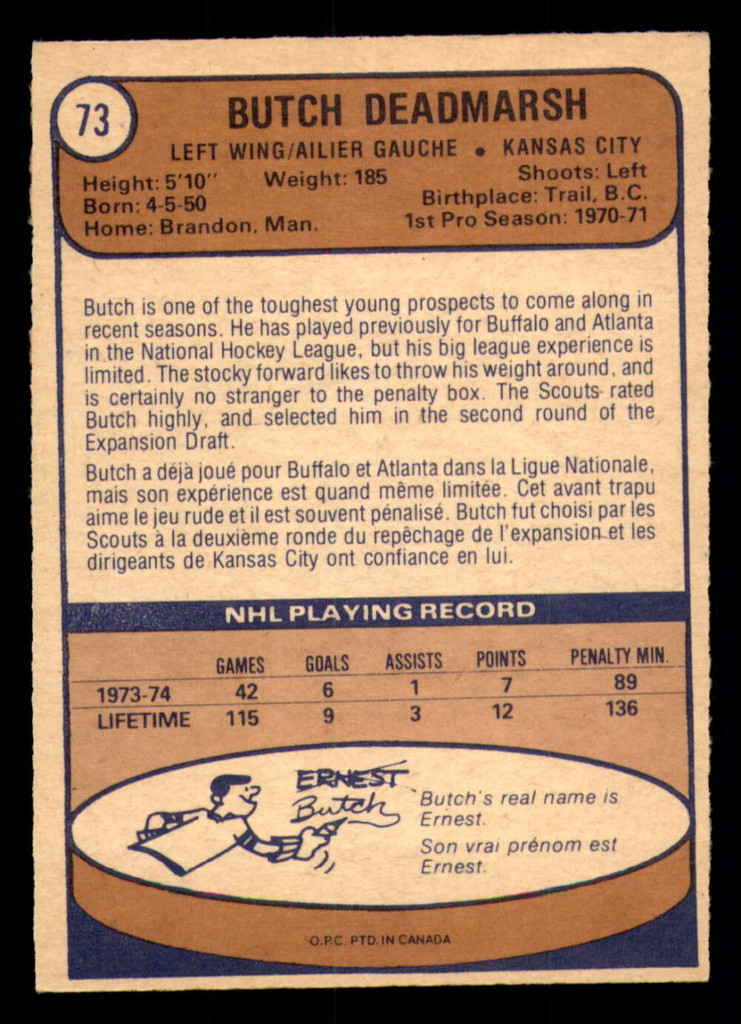 73
BUTCH DEADMARSH
LEFT WING/AILIER GAUCHE • KANSAS CITY
Height: 5'10" Weight: 185 Shoots: Left
Born: 4-5-50 Birthplace: Trail, B.C.
Home: Brandon, Man. 1st Pro Season: 1970-71
Butch is one of the toughest young prospects to come along in
recent seasons. He has played previously for Buffalo and Atlanta
in the National Hockey League, but his big league experience is
limited. The stocky forward likes to throw his weight around, and
is certainly no stranger to the penalty box. The Scouts rated
Butch highly, and selected him in the second round of the
Expansion Draft.
Butch a déjà joué pour Buffalo et Atlanta dans la Ligue Nationale,
mais son expérience est quand même limitée. Cet avant trapu
aime le jeu rude et il est souvent pénalisé. Butch fut choisi par les
Scouts à la deuxième ronde du repêchage de l'expansion et les
dirigeants de Kansas City ont confiance en lui.
NHL PLAYING RECORD
GAMES GOALS ASSISTS POINTS PENALTY MIN.
1973-74 42 6 1 7 89
LIFETIME 115 9 3 12 136
ERNEST
Butch
Butch's real name is
Ernest.
Son vrai prénom est
Ernest.
O.P.C. PTD. IN CANADA